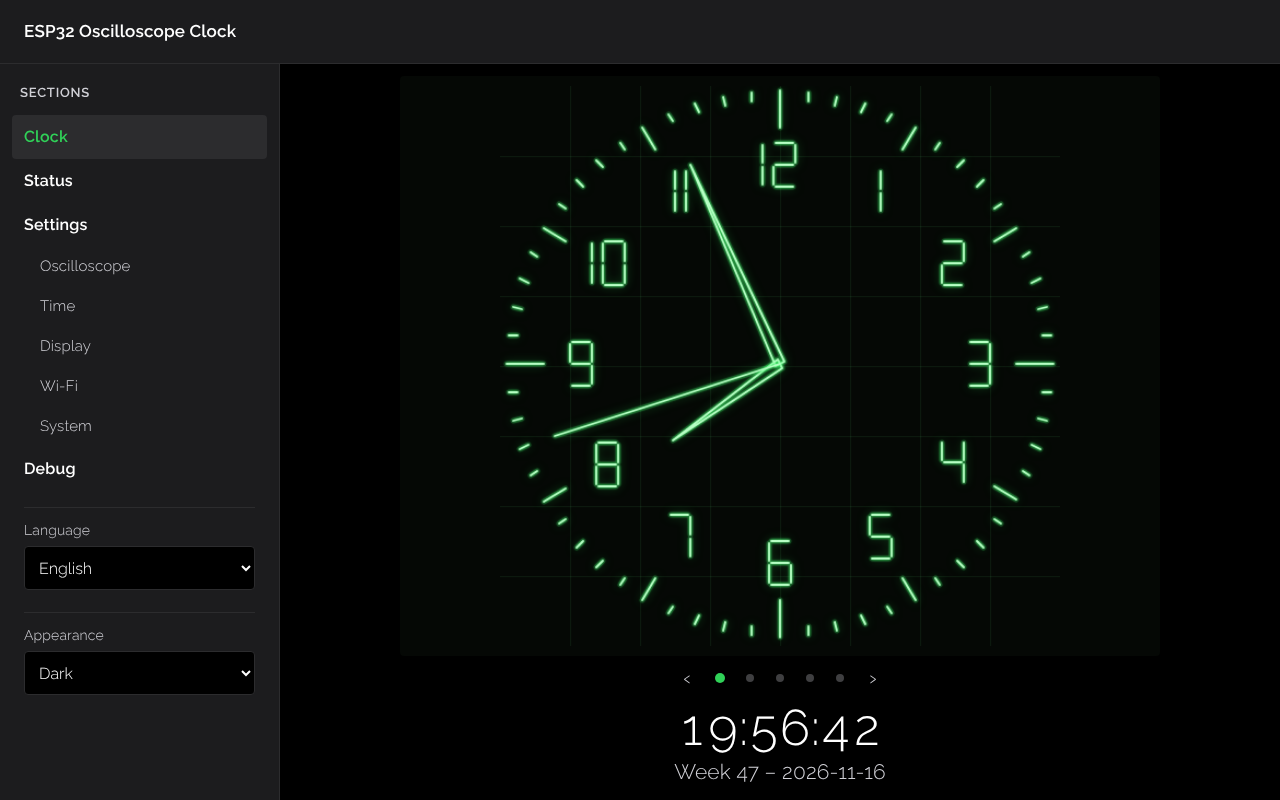 ESP32 Oscilloscope Clock
SECTIONS
Clock
Status
Settings
Oscilloscope
Time
Display
Wi-Fi
System
Debug
Language
English
Appearance
Dark
12
11
1
10
2
9
3
8
4
7
5
6
<
>
19:56:42
Week 47 – 2026-11-16